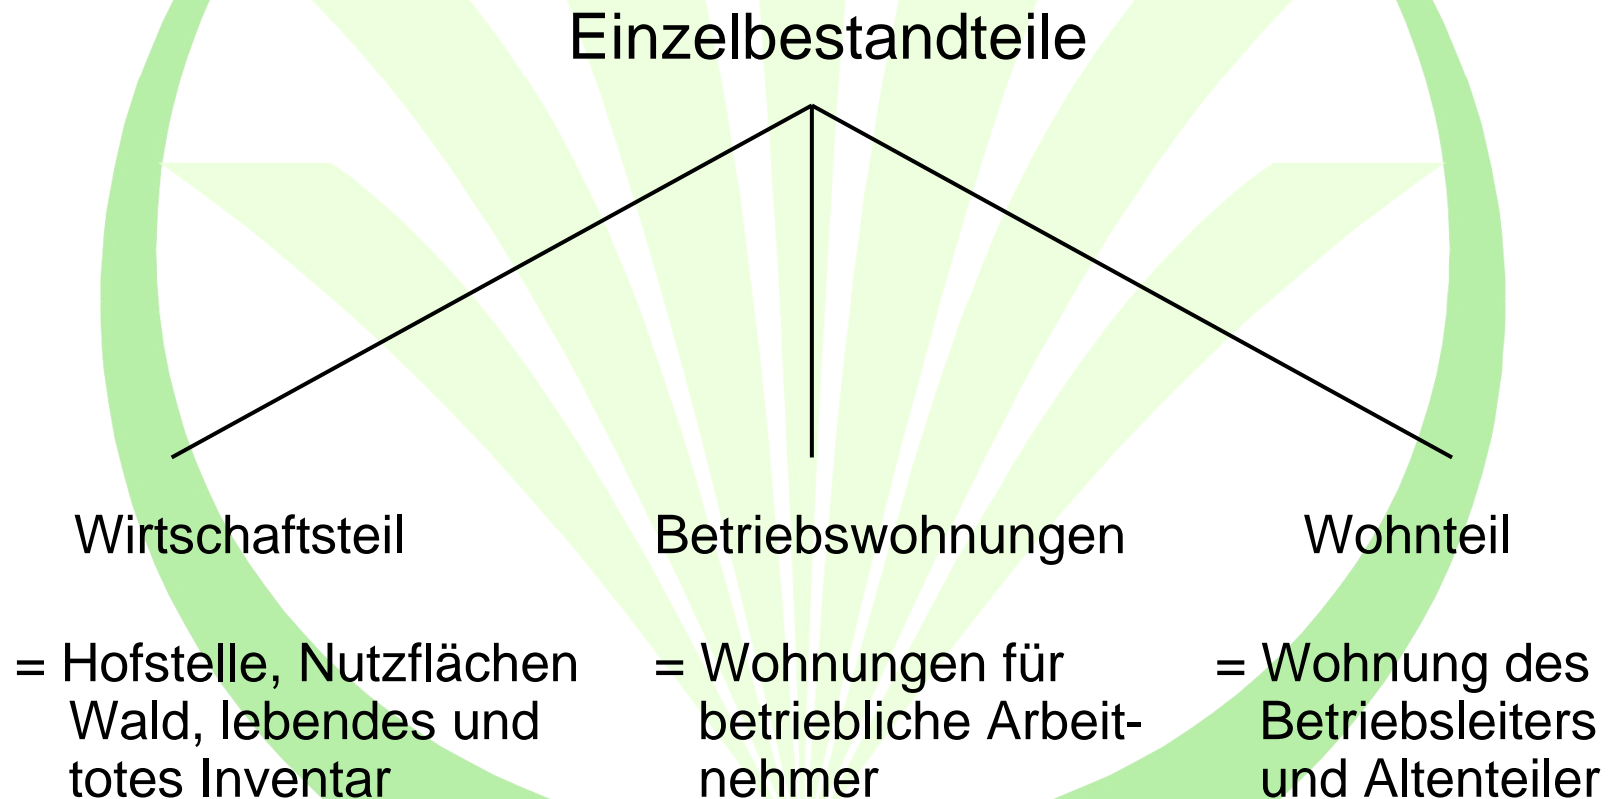 Einzelbestandteile
Wirtschaftsteil
= Hofstelle, Nutzflächen
Wald, lebendes und
totes Inventar
Betriebswohnungen
= Wohnungen für
betriebliche Arbeit-
nehmer
Wohnteil
= Wohnung des
Betriebsleiters
und Altenteiler